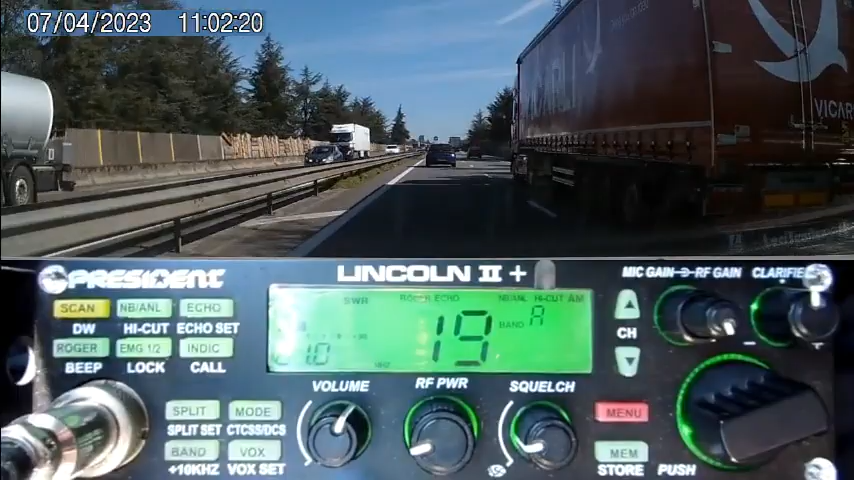 07/04/2023 11:02:20
VICAR
PRESIDENT
LINCOLN II +
MIC GAIN RF GAIN CLARIFIE
SCAN NB/ANL ECHO
DW HI-CUT ECHO SET
ROGER EMG 1/2 INDIC
BEEP LOCK CALL
SWR ROGER ECHO NB/ANL HI-CUT AM
19 BAND A
CH
VOLUME RF PWR SQUELCH
SPLIT MODE
SPLIT SET CTCSS/DCS
BAND VOX
+10KHZ VOX SET
MENU
MEM
STORE PUSH